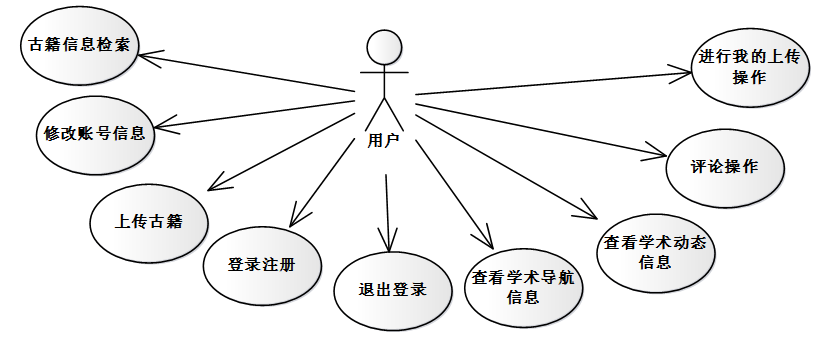 古籍信息检索
进行我的上传
操作
修改账号信息
用户
评论操作
上传古籍
登录注册
退出登录
查看学术导航
信息
查看学术动态
信息